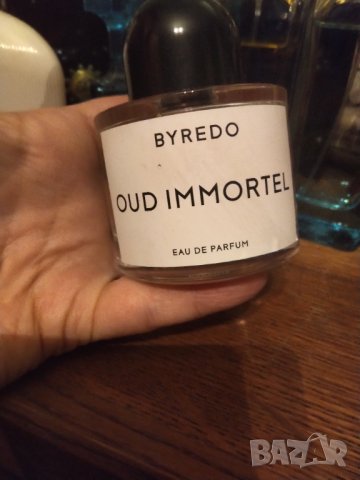 BYREDO
OUD IMMORTEL
EAU DE PARFUM
BAZAR